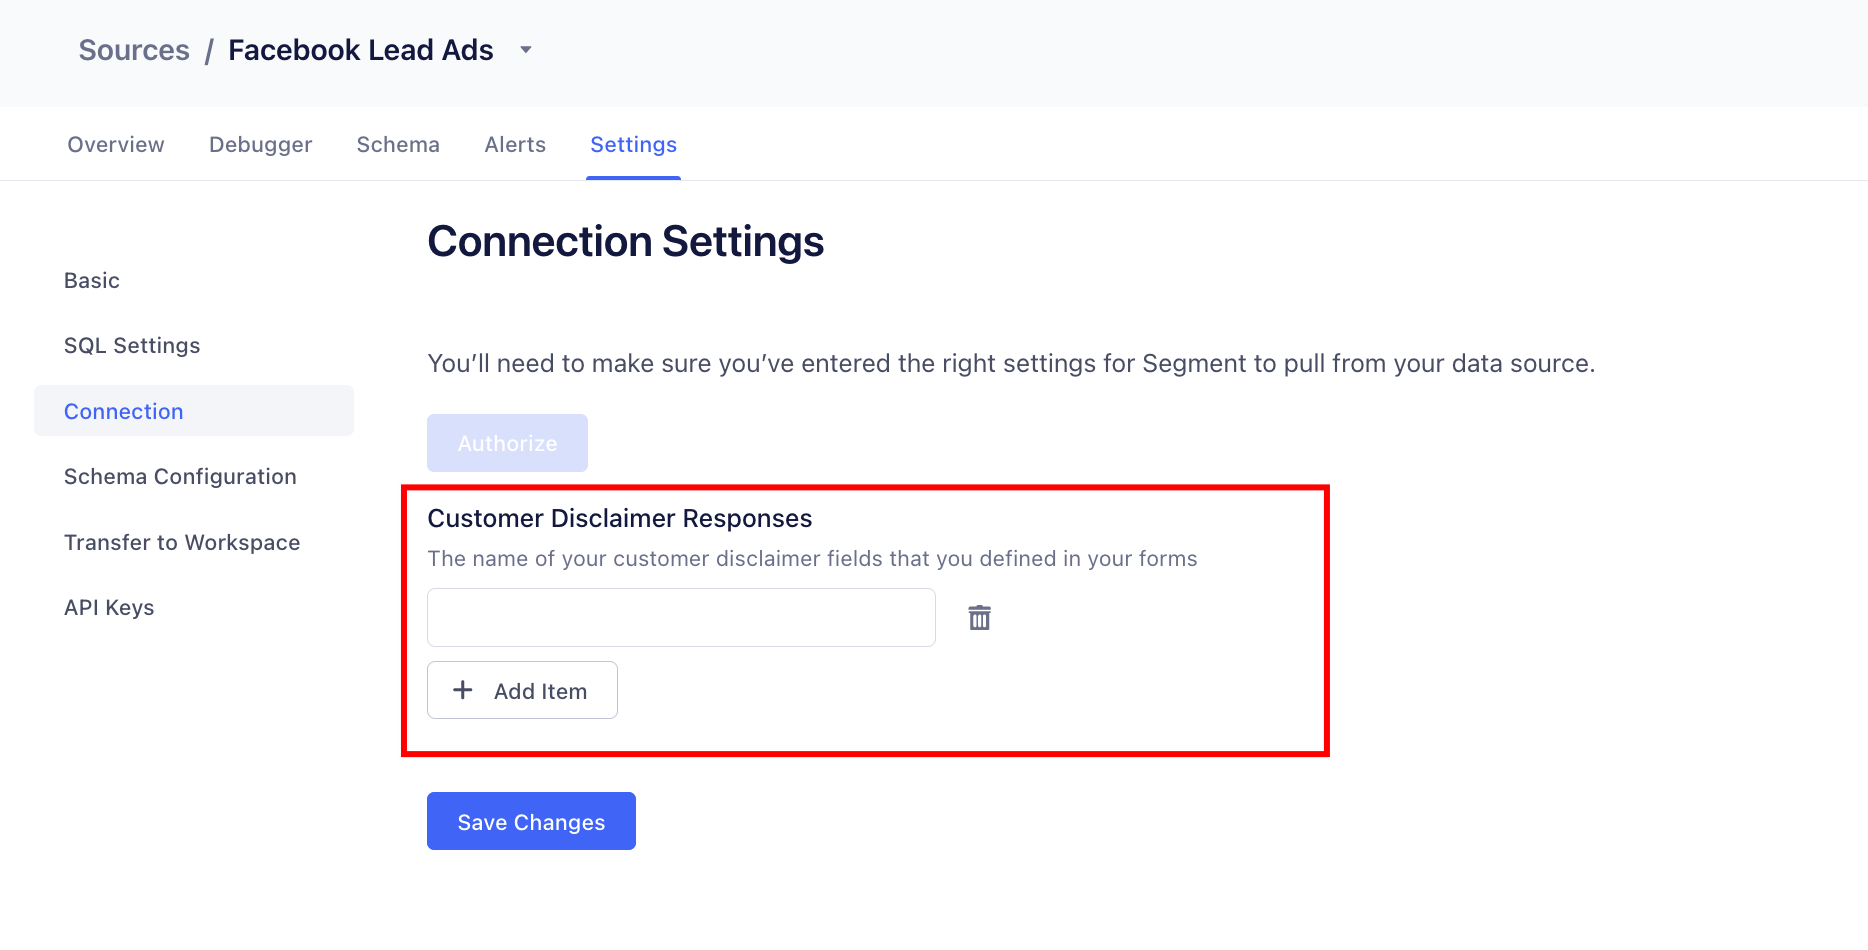 Sources / Facebook Lead Ads
Overview Debugger Schema Alerts Settings
Connection Settings
Basic
SQL Settings
Connection
Schema Configuration
Transfer to Workspace
API Keys
You’ll need to make sure you’ve entered the right settings for Segment to pull from your data source.
Authorize
Customer Disclaimer Responses
The name of your customer disclaimer fields that you defined in your forms
+ Add Item
Save Changes